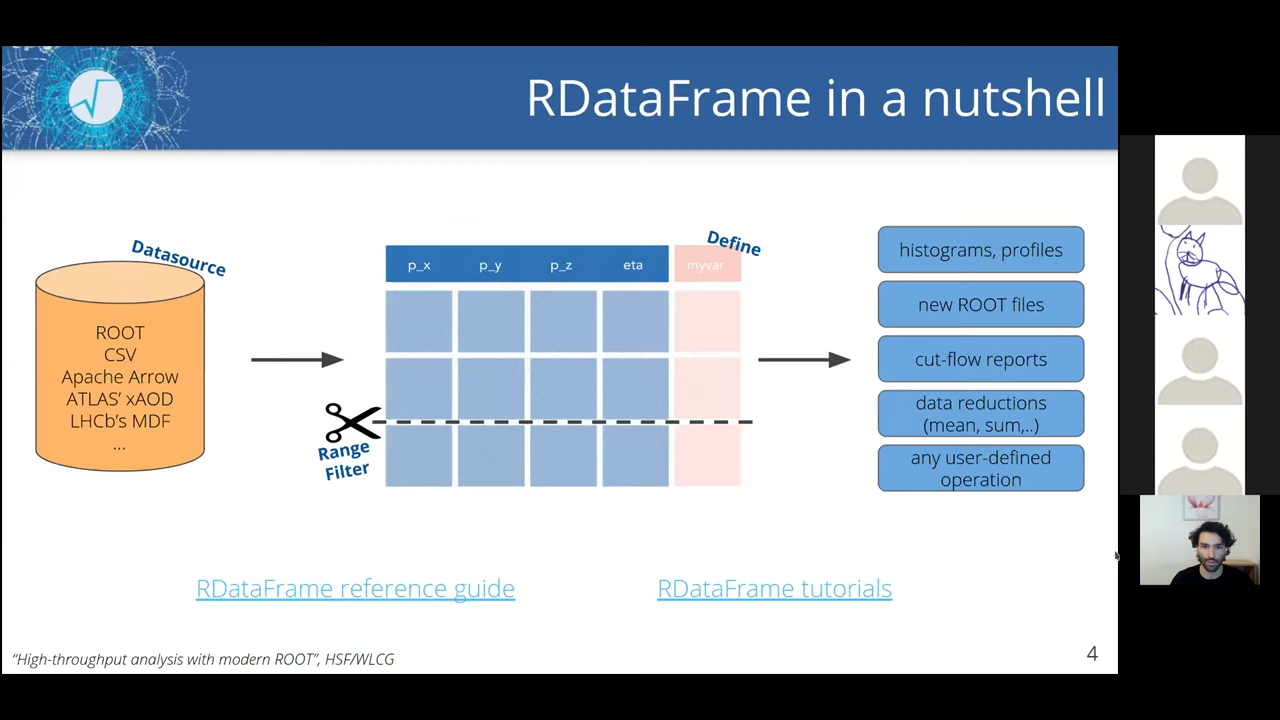 RDataFrame in a nutshell
Datasource
ROOT
CSV
Apache Arrow
ATLAS’ xAOD
LHCb’s MDF
...
Define
p_x
p_y
p_z
eta
myvar
Range
Filter
histograms, profiles
new ROOT files
cut-flow reports
data reductions
(mean, sum,..)
any user-defined
operation
RDataFrame reference guide
RDataFrame tutorials
“High-throughput analysis with modern ROOT”, HSF/WLCG
4